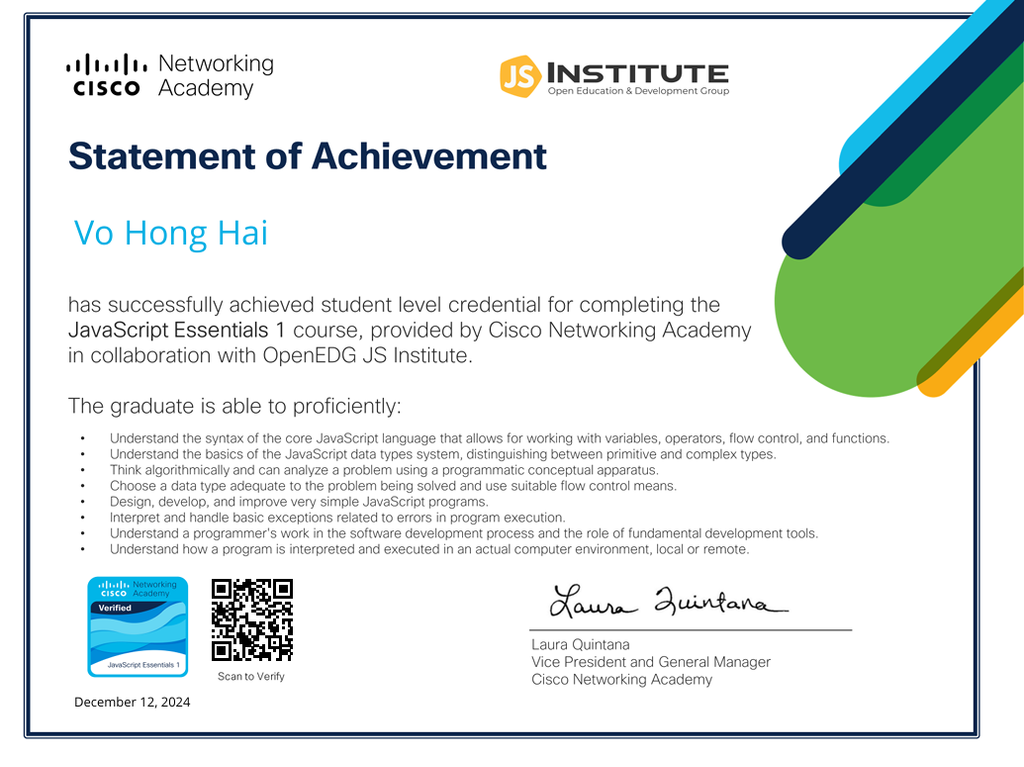 Networking
Academy
CISCO
JS INSTITUTE
Open Education & Development Group
Statement of Achievement
Vo Hong Hai
has successfully achieved student level credential for completing the
JavaScript Essentials 1 course, provided by Cisco Networking Academy
in collaboration with OpenEDG JS Institute.
The graduate is able to proficiently:
• Understand the syntax of the core JavaScript language that allows for working with variables, operators, flow control, and functions.
• Understand the basics of the JavaScript data types system, distinguishing between primitive and complex types.
• Think algorithmically and can analyze a problem using a programmatic conceptual apparatus.
• Choose a data type adequate to the problem being solved and use suitable flow control means.
• Design, develop, and improve very simple JavaScript programs.
• Interpret and handle basic exceptions related to errors in program execution.
• Understand a programmer's work in the software development process and the role of fundamental development tools.
• Understand how a program is interpreted and executed in an actual computer environment, local or remote.
Networking
CISCO Academy
Verified
JavaScript Essentials 1
Scan to Verify
December 12, 2024
Laura Quintana
Laura Quintana
Vice President and General Manager
Cisco Networking Academy